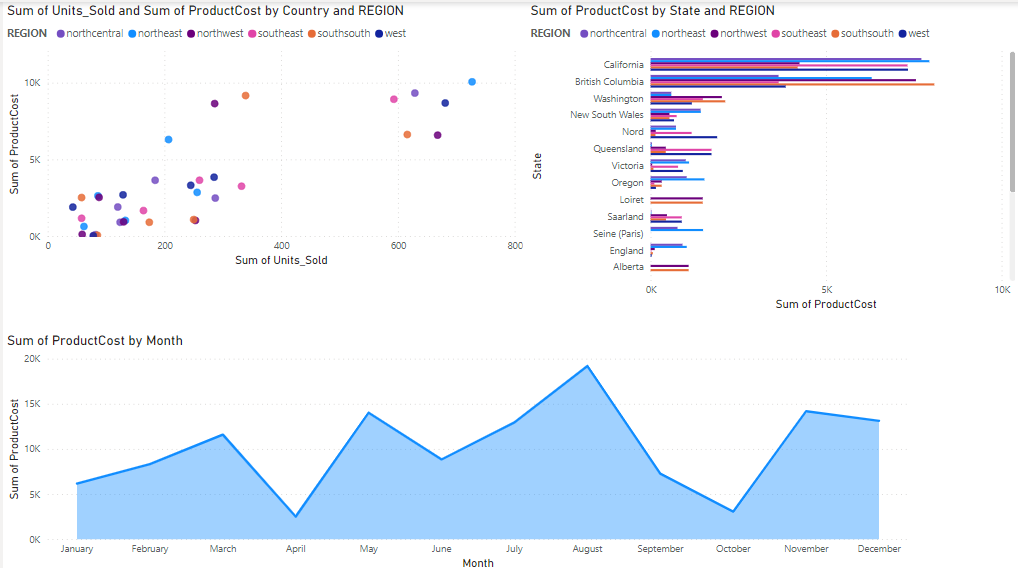 Sum of Units_Sold and Sum of ProductCost by Country and REGION
REGION northcentral northeast northwest southeast southsouth west
10K
5K
0K
Sum of ProductCost
0 200 400 600 800
Sum of Units_Sold
Sum of ProductCost by State and REGION
REGION northcentral northeast northwest southeast southsouth west
State
California
British Columbia
Washington
New South Wales
Nord
Queensland
Victoria
Oregon
Loiret
Saarland
Seine (Paris)
England
Alberta
0K 5K 10K
Sum of ProductCost
Sum of ProductCost by Month
20K
15K
10K
5K
0K
Sum of ProductCost
January February March April May June July August September October November December
Month